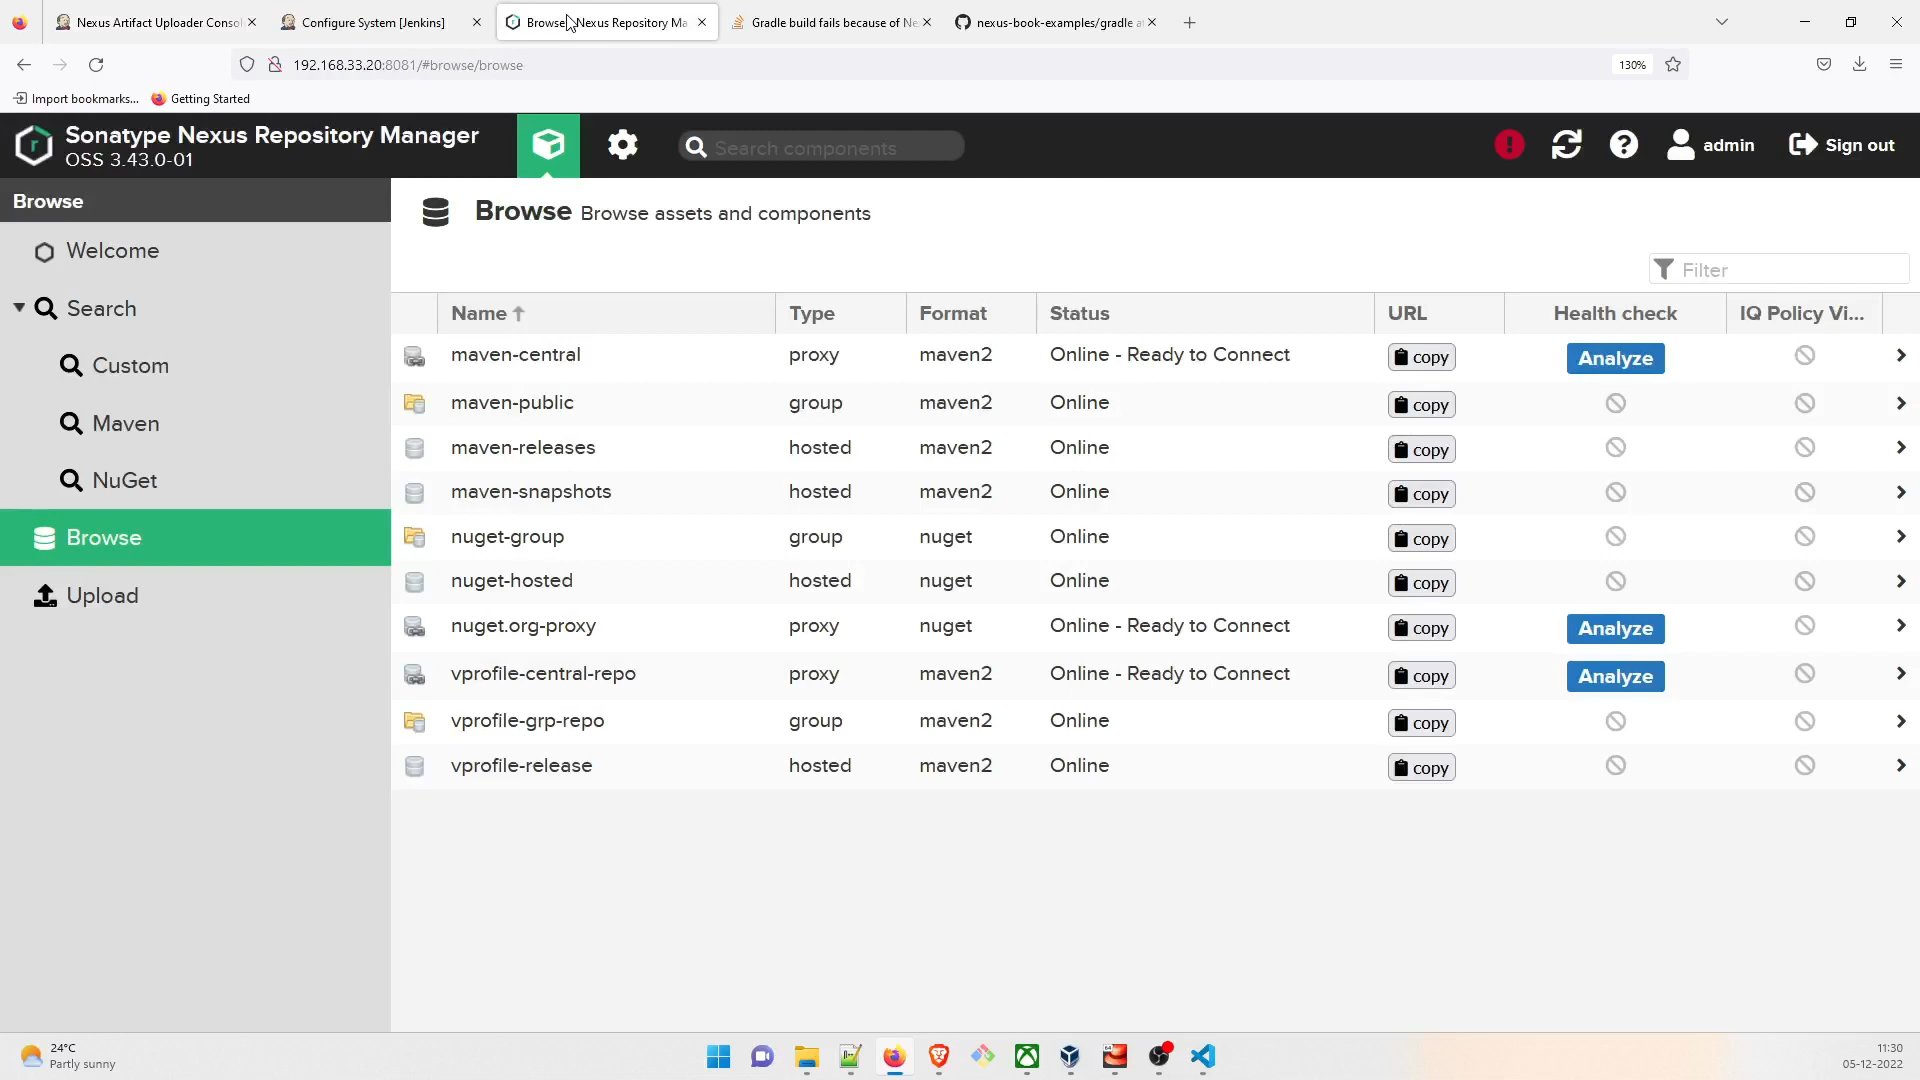 Nexus Artifact Uploader Consol
Configure System [Jenkins]
Browse - Nexus Repository Ma
Gradle build fails because of Ne
nexus-book-examples/gradle at
192.168.33.20:8081/#browse/browse
130%
Import bookmarks...
Getting Started
Sonatype Nexus Repository Manager
OSS 3.43.0-01
Search components
admin
Sign out
Browse
Welcome
Search
Custom
Maven
NuGet
Browse
Upload
Browse Browse assets and components
Filter
Name Type Format Status URL Health check IQ Policy Vi...
maven-central proxy maven2 Online - Ready to Connect copy Analyze
maven-public group maven2 Online copy
maven-releases hosted maven2 Online copy
maven-snapshots hosted maven2 Online copy
nuget-group group nuget Online copy
nuget-hosted hosted nuget Online copy
nuget.org-proxy proxy nuget Online - Ready to Connect copy Analyze
vprofile-central-repo proxy maven2 Online - Ready to Connect copy Analyze
vprofile-grp-repo group maven2 Online copy
vprofile-release hosted maven2 Online copy
24°C
Partly sunny
11:30
05-12-2022